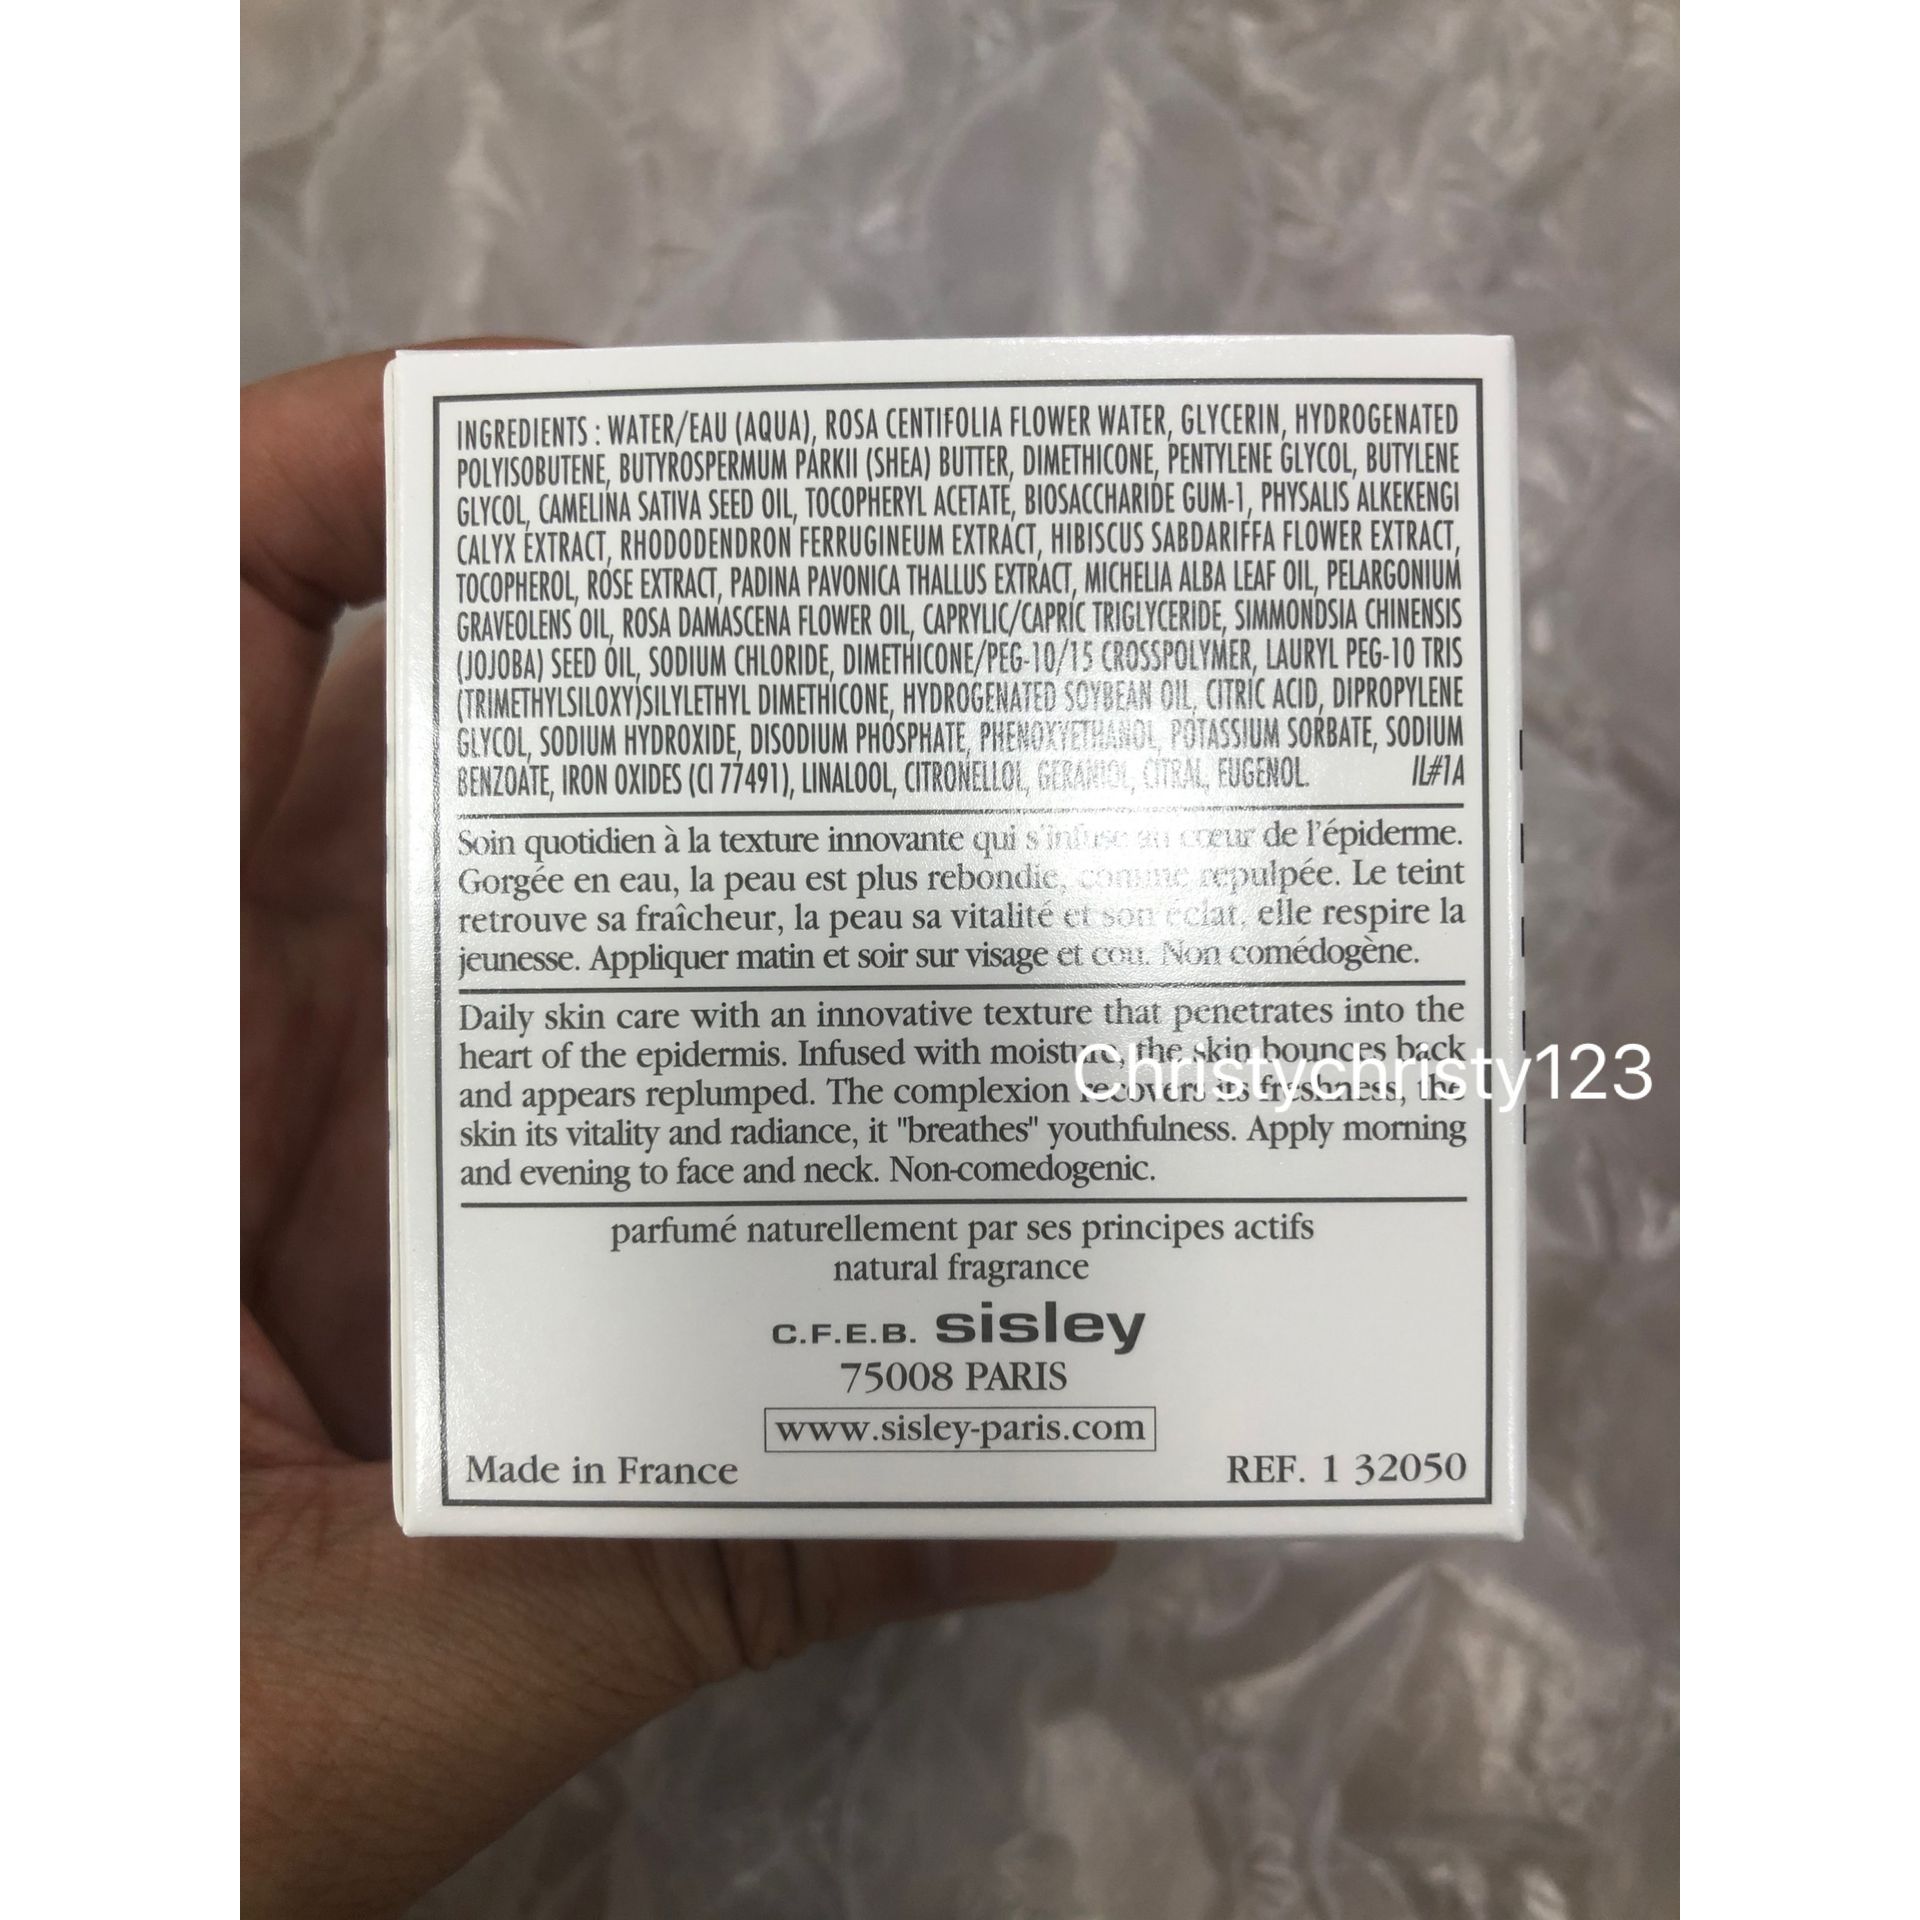 INGREDIENTS : WATER/EAU (AQUA), ROSA CENTIFOLIA FLOWER WATER, GLYCERIN, HYDROGENATED
POLYISOBUTENE, BUTYROSPERMUM PARKII (SHEA) BUTTER, DIMETHICONE, PENTYLENE GLYCOL, BUTYLENE
GLYCOL, CAMELINA SATIVA SEED OIL, TOCOPHERYL ACETATE, BIOSACCHARIDE GUM-1, PHYSALIS ALKEKENGI
CALYX EXTRACT, RHODODENDRON FERRUGINEUM EXTRACT, HIBISCUS SABDARIFFA FLOWER EXTRACT,
TOCOPHEROL, ROSE EXTRACT, PADINA PAVONICA THALLUS EXTRACT, MICHELIA ALBA LEAF OIL, PELARGONIUM
GRAVEOLENS OIL, ROSA DAMASCENA FLOWER OIL, CAPRYLIC/CAPRIC TRIGLYCERIDE, SIMMONDSIA CHINENSIS
(JOJOBA) SEED OIL, SODIUM CHLORIDE, DIMETHICONE/PEG-10/15 CROSSPOLYMER, LAURYL PEG-10 TRIS
(TRIMETHYLSILOXY)SILYLETHYL DIMETHICONE, HYDROGENATED SOYBEAN OIL, CITRIC ACID, DIPROPYLENE
GLYCOL, SODIUM HYDROXIDE, DISODIUM PHOSPHATE, PHENOXYETHANOL, POTASSIUM SORBATE, SODIUM
BENZOATE, IRON OXIDES (CI 77491), LINALOOL, CITRONELLOL, GERANIOL, CITRAL, EUGENOL. IL#1A
Soin quotidien à la texture innovante qui s'infuse au cœur de l'épiderme.
Gorgée en eau, la peau est plus rebondie, comme repulpée. Le teint
retrouve sa fraîcheur, la peau sa vitalité et son éclat, elle respire la
jeunesse. Appliquer matin et soir sur visage et cou. Non comédogène.
Daily skin care with an innovative texture that penetrates into the
heart of the epidermis. Infused with moisture, the skin bounces back
and appears replumped. The complexion recovers its freshness, the
skin its vitality and radiance, it "breathes" youthfulness. Apply morning
and evening to face and neck. Non-comedogenic.
Christychristy123
parfumé naturellement par ses principes actifs
natural fragrance
C.F.E.B. sisley
75008 PARIS
www.sisley-paris.com
Made in France REF. 1 32050